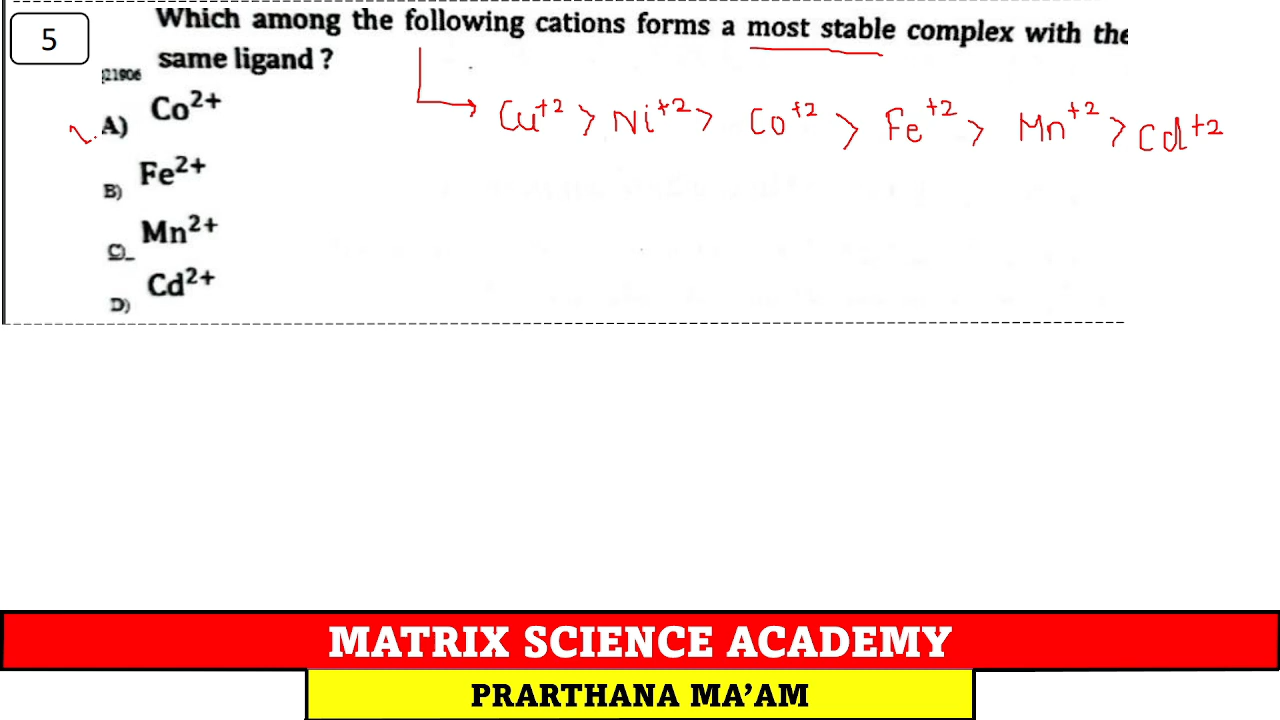 5
Which among the following cations forms a most stable complex with the
same ligand ?
21906
A) Co2+
Cu+2 > Ni+2 > Co+2 > Fe+2 > Mn+2 > Cd+2
B) Fe2+
C) Mn2+
D) Cd2+
MATRIX SCIENCE ACADEMY
PRARTHANA MA’AM